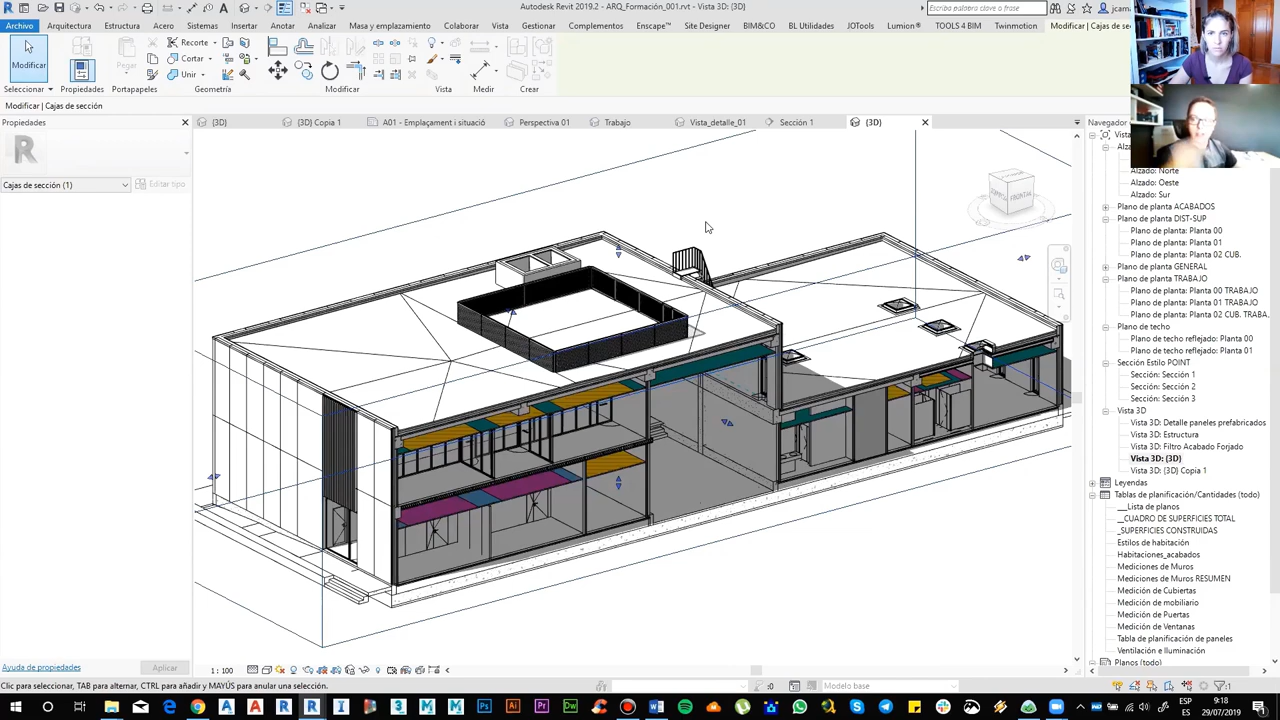 Autodesk Revit 2019.2 - ARQ_Formación_001.rvt - Vista 3D: {3D}
Escriba palabra clave o frase
Archivo Arquitectura Estructura Acero Sistemas Insertar Anotar Analizar Masa y emplazamiento Colaborar Vista Gestionar Complementos Enscape™ Site Designer BIM&CO BL Utilities JOTools Lumion® TOOLS 4 BIM Twinmotion Modificar | Cajas de se
Modificar
Pegar
Recorte
Cortar
Unir
Seleccionar Propiedades Portapapeles Geometría Modificar Vista Medir Crear
Modificar | Cajas de sección
Propiedades
{3D}
{3D} Copia 1
A01 - Emplaçament i situació
Perspectiva 01
Trabajo
Vista_detalle_01
Sección 1
{3D}
R
Cajas de sección (1)
Editar tipo
FRONTAL
Vista
Alzado: Norte
Alzado: Oeste
Alzado: Sur
Plano de planta ACABADOS
Plano de planta DIST-SUP
Plano de planta: Planta 00
Plano de planta: Planta 01
Plano de planta: Planta 02 CUB.
Plano de planta GENERAL
Plano de planta TRABAJO
Plano de planta: Planta 00 TRABAJO
Plano de planta: Planta 01 TRABAJO
Plano de planta: Planta 02 CUB. TRABA.
Plano de techo
Plano de techo reflejado: Planta 00
Plano de techo reflejado: Planta 01
Sección Estilo POINT
Sección: Sección 1
Sección: Sección 2
Sección: Sección 3
Vista 3D
Vista 3D: Detalle paneles prefabricados
Vista 3D: Estructura
Vista 3D: Filtro Acabado Forjado
Vista 3D: {3D}
Vista 3D: {3D} Copia 1
Leyendas
Tablas de planificación/Cantidades (todo)
__Lista de planos
__CUADRO DE SUPERFICIES TOTAL
_SUPERFICIES CONSTRUIDAS
Estilos de habitación
Habitaciones_acabados
Mediciones de Muros
Mediciones de Muros RESUMEN
Medición de Cubiertas
Medición de mobiliario
Medición de Puertas
Medición de Ventanas
Tabla de planificación de paneles
Ventilación e Iluminación
Planos (todo)
Ayuda de propiedades
Aplicar
1 : 100
Clic para seleccionar, TAB para alternar, CTRL para añadir y MAYÚS para anular una selección.
:0
Modelo base
:1
ESP
ES
9:18
29/07/2019